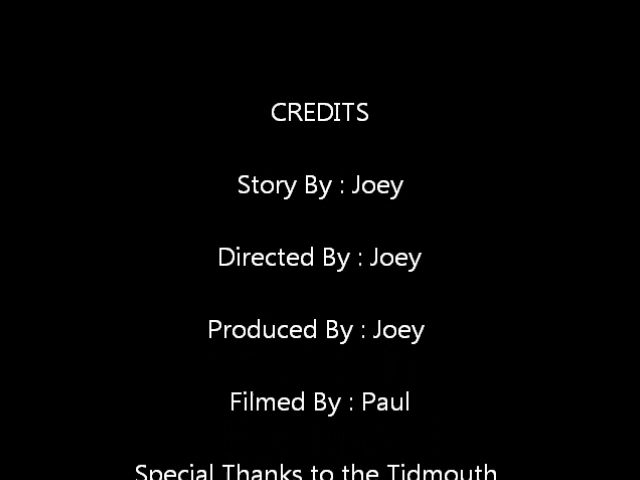 CREDITS
Story By : Joey
Directed By : Joey
Produced By : Joey
Filmed By : Paul
Special Thanks to the Tidmouth